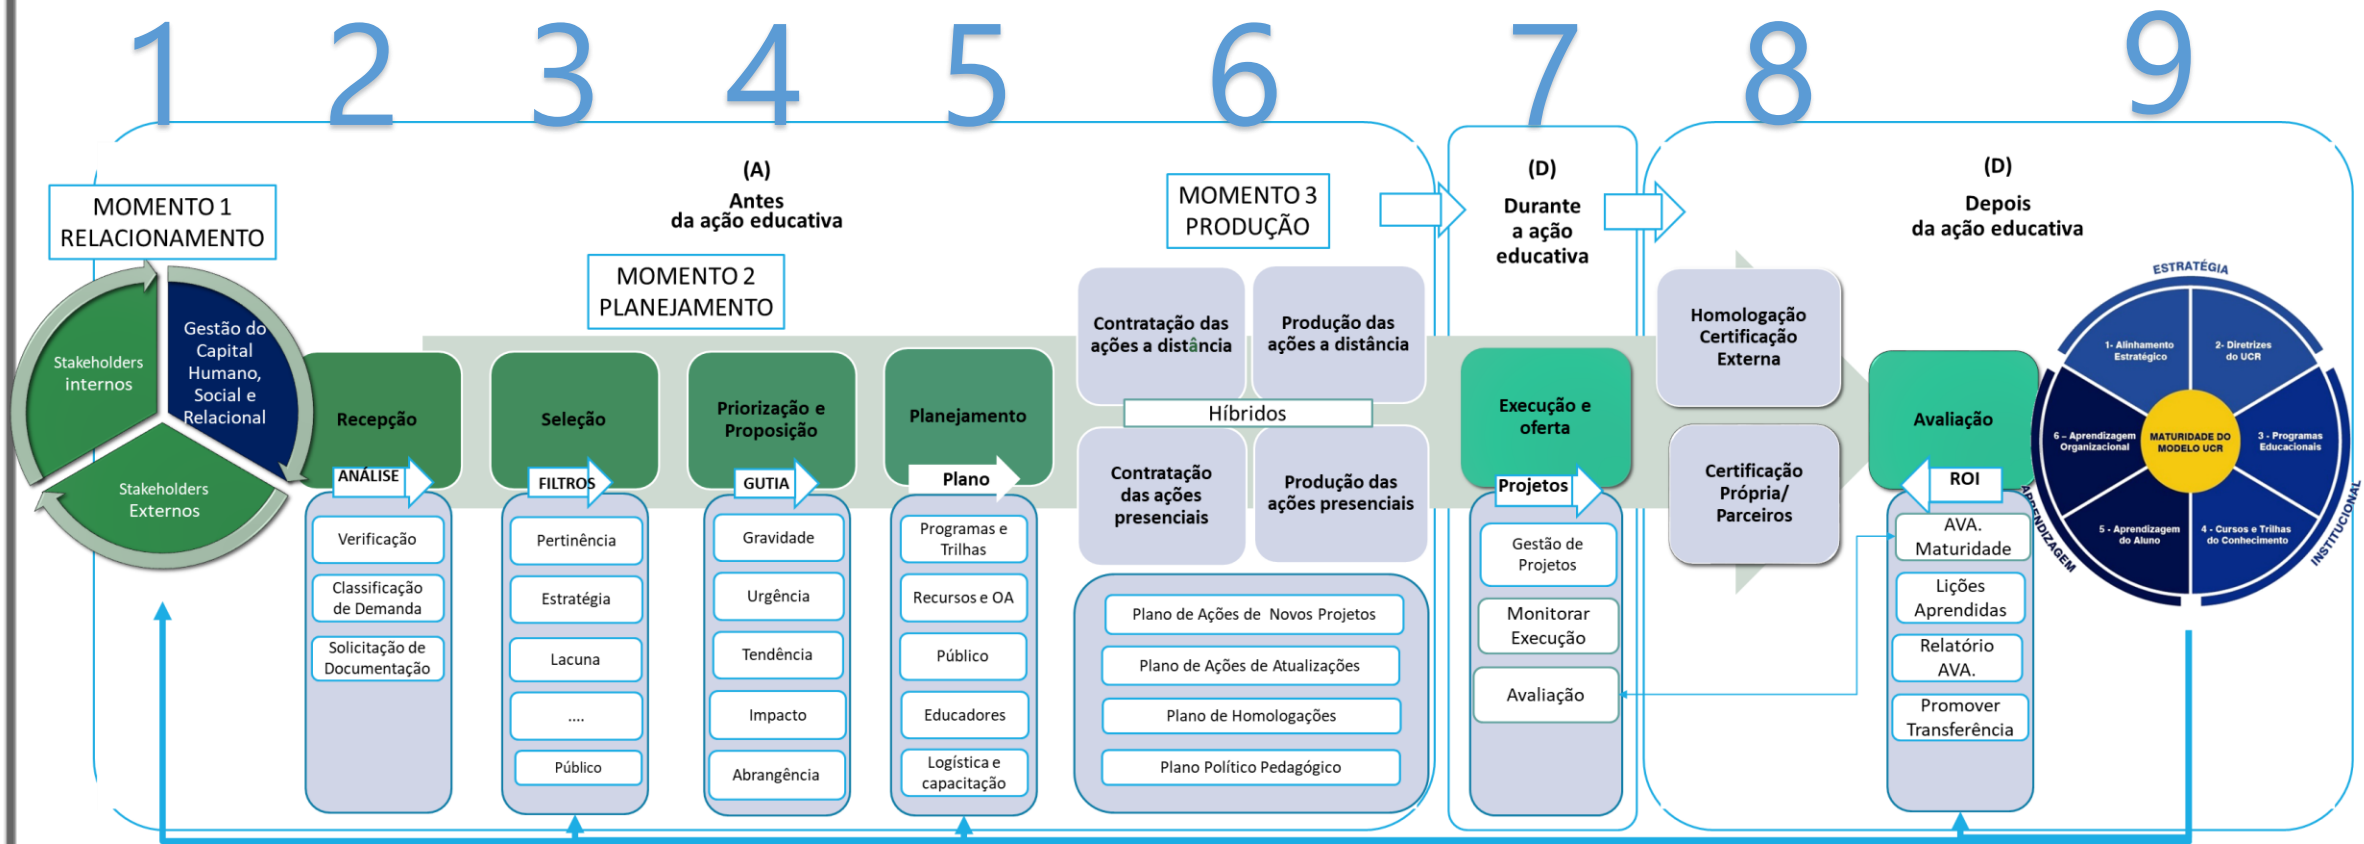 1
2
3
4
5
6
7
8
9
(A)
Antes
da ação educativa
(D)
Durante
a ação
educativa
(D)
Depois
da ação educativa
MOMENTO 1
RELACIONAMENTO
MOMENTO 2
PLANEJAMENTO
MOMENTO 3
PRODUÇÃO
Stakeholders
internos
Gestão do
Capital
Humano,
Social e
Relacional
Stakeholders
Externos
Recepção
ANÁLISE
Verificação
Classificação
de Demanda
Solicitação de
Documentação
Seleção
FILTROS
Pertinência
Estratégia
Lacuna
....
Público
Priorização e
Proposição
GUTIA
Gravidade
Urgência
Tendência
Impacto
Abrangência
Planejamento
Plano
Programas e
Trilhas
Recursos e OA
Público
Educadores
Logística e
capacitação
Contratação das
ações a distância
Produção das
ações a distância
Híbridos
Contratação
das ações
presenciais
Produção das
ações presenciais
Plano de Ações de Novos Projetos
Plano de Ações de Atualizações
Plano de Homologações
Plano Político Pedagógico
Execução e
oferta
Projetos
Gestão de
Projetos
Monitorar
Execução
Avaliação
Homologação
Certificação
Externa
Certificação
Própria/
Parceiros
Avaliação
ROI
AVA.
Maturidade
Lições
Aprendidas
Relatório
AVA.
Promover
Transferência
ESTRATÉGIA
1- Alinhamento
Estratégico
2- Diretrizes
do UCR
6 – Aprendizagem
Organizacional
MATURIDADE DO
MODELO UCR
3 - Programas
Educacionais
5 - Aprendizagem
do Aluno
4 - Cursos e Trilhas
do Conhecimento
APRENDIZAGEM
INSTITUCIONAL